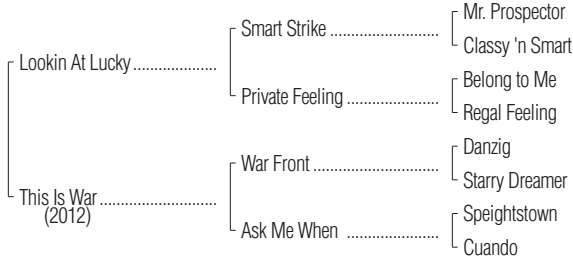 Mr. Prospector
Smart Strike ....................
Classy 'n Smart
Lookin At Lucky ...................
Belong to Me
Private Feeling .................
Regal Feeling
Danzig
War Front .......................
Starry Dreamer
This Is War .........................
(2012)
Speightstown
Ask Me When .................
Cuando